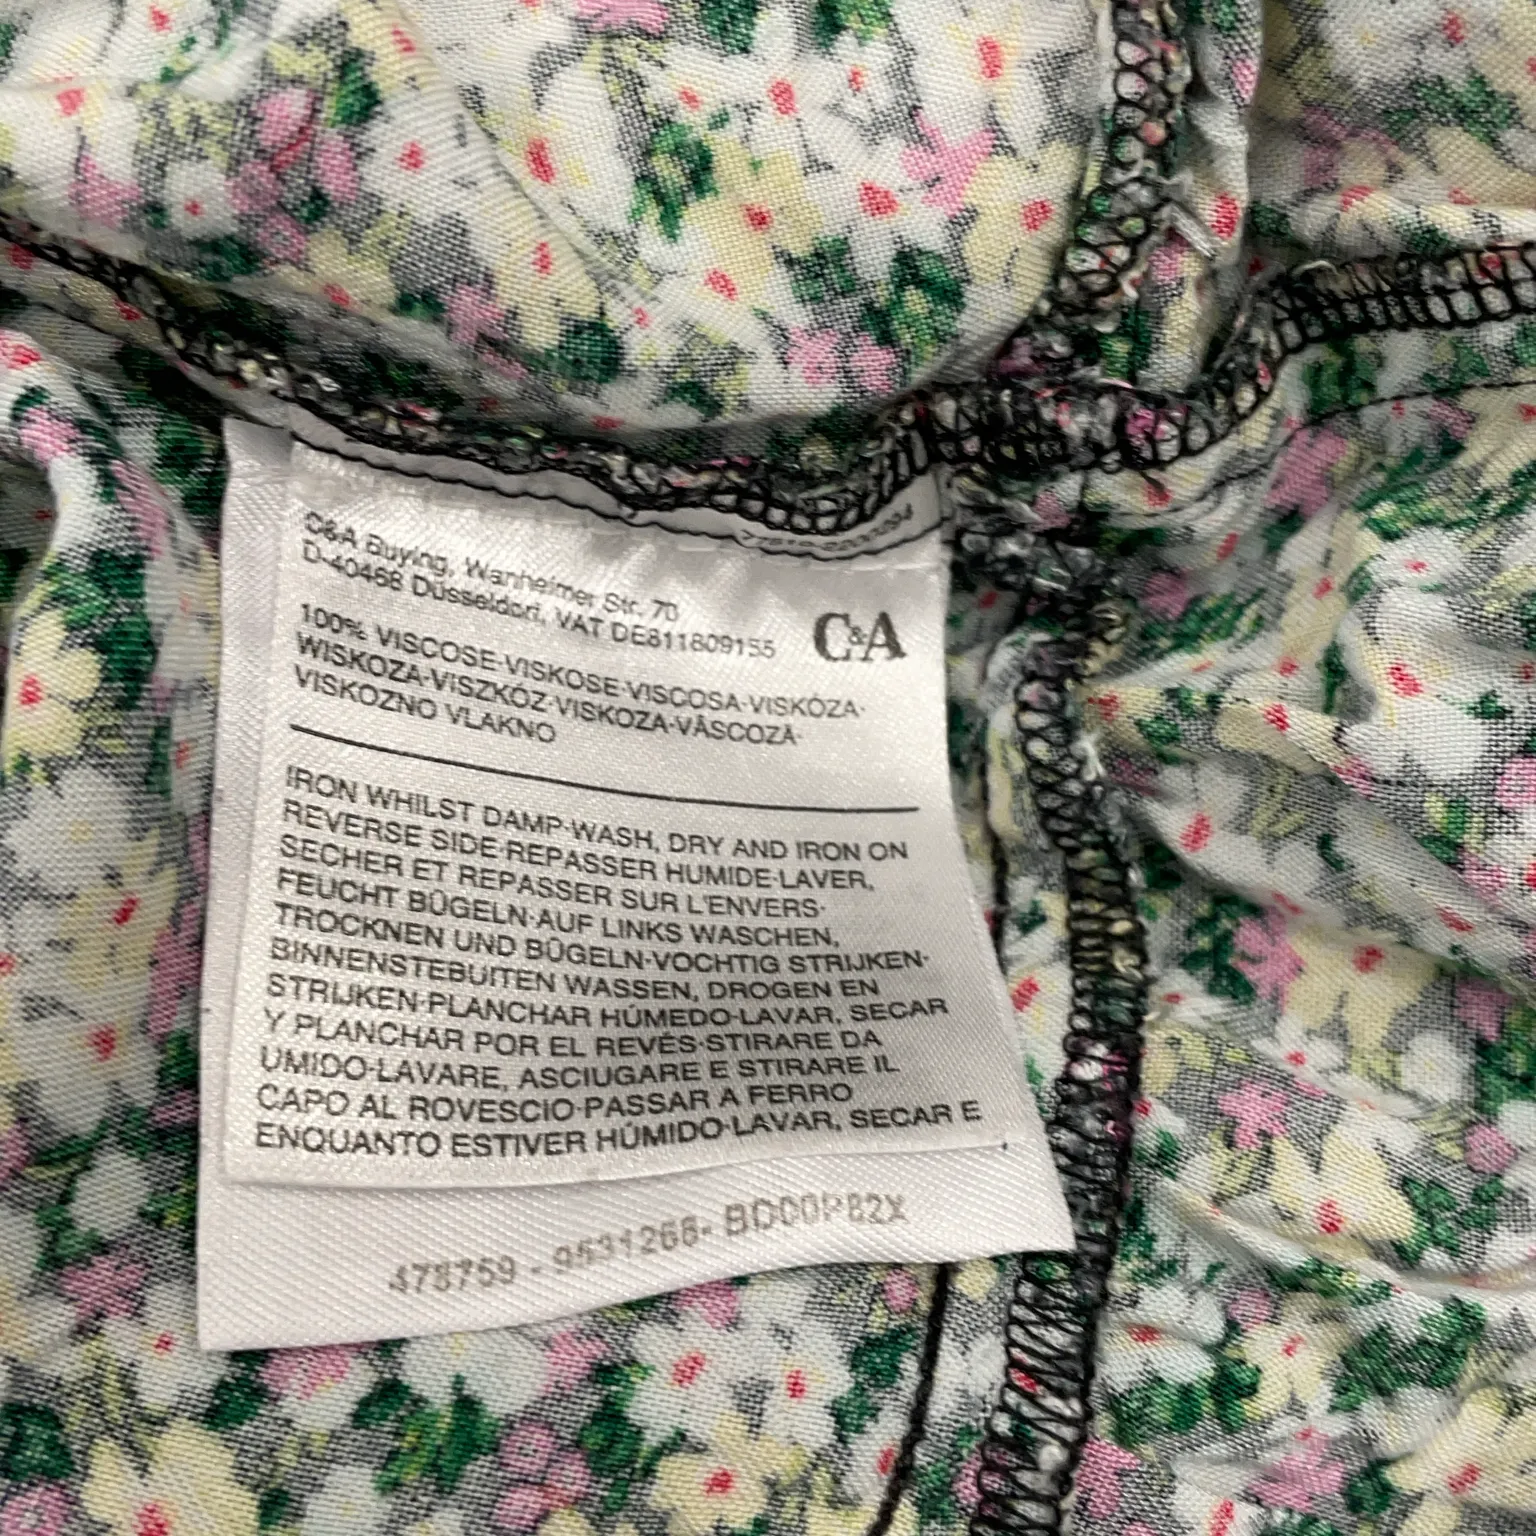 C&A Buying, Wanheimer Str. 70
D-40468 Düsseldorf, VAT DE811809155
C&A
100% VISCOSE·VISKOSE·VISCOSA·VISKÓZA·
WISKOZA·VISZKÓZ·VISKOZA·VÂSCOZĂ·
VISKOZNO VLAKNO
IRON WHILST DAMP·WASH, DRY AND IRON ON
REVERSE SIDE·REPASSER HUMIDE·LAVER,
SECHER ET REPASSER SUR L'ENVERS·
FEUCHT BÜGELN·AUF LINKS WASCHEN,
TROCKNEN UND BÜGELN·VOCHTIG STRIJKEN·
BINNENSTEBUITEN WASSEN, DROGEN EN
STRIJKEN·PLANCHAR HÚMEDO·LAVAR, SECAR
Y PLANCHAR POR EL REVÉS·STIRARE DA
UMIDO·LAVARE, ASCIUGARE E STIRARE IL
CAPO AL ROVESCIO·PASSAR A FERRO
ENQUANTO ESTIVER HÚMIDO·LAVAR, SECAR E
478759 - 9531266- BD00P82X